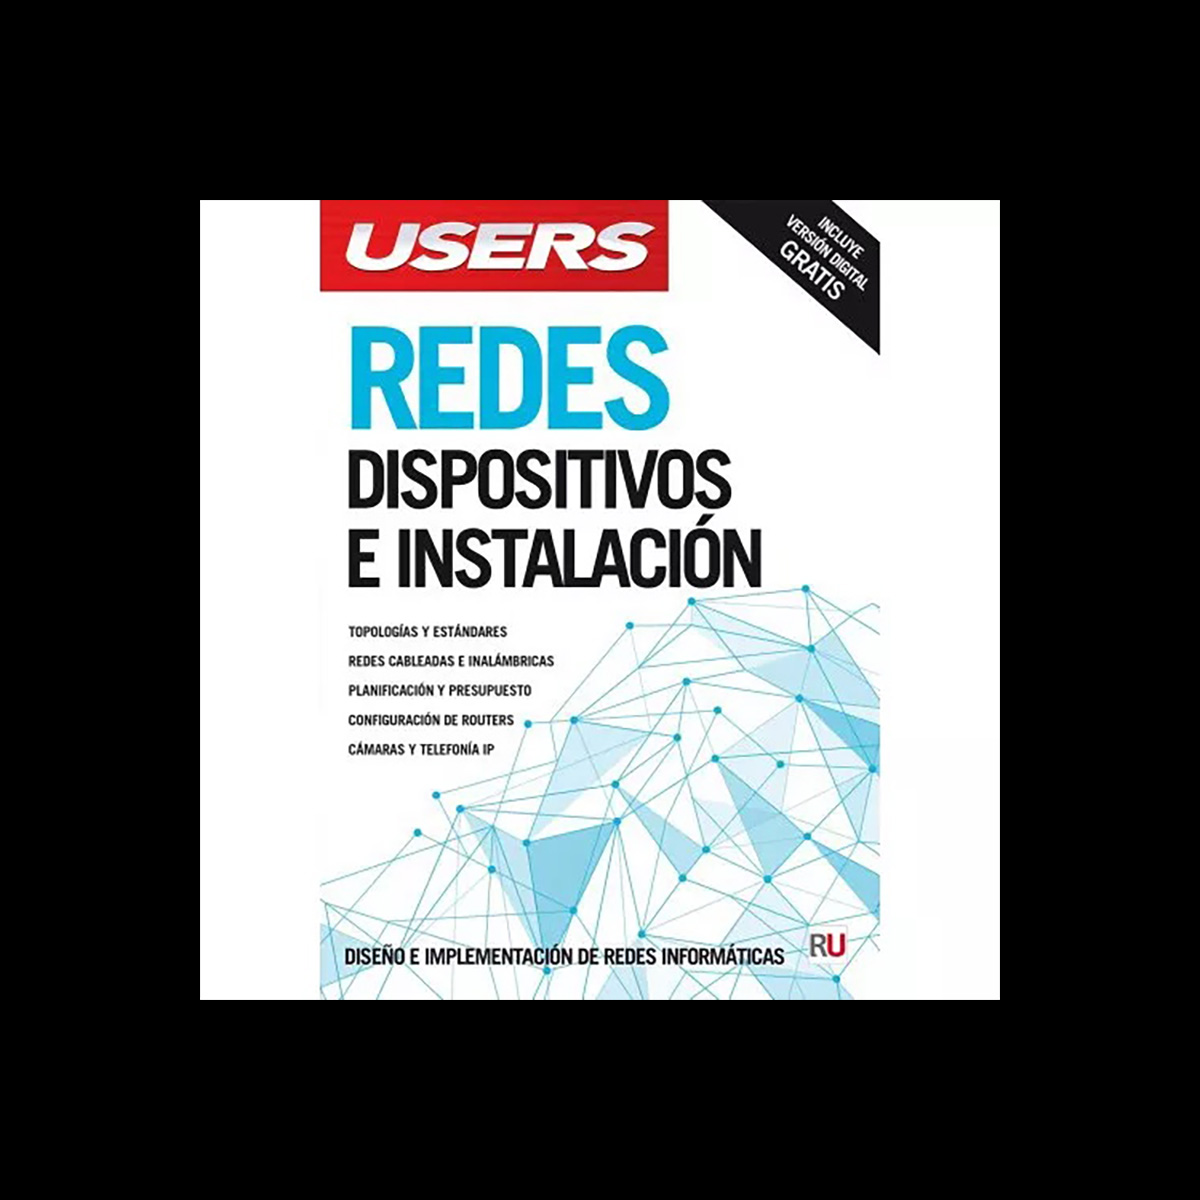 USERS
INCLUYE
VERSIÓN DIGITAL
GRATIS
REDES
DISPOSITIVOS
E INSTALACIÓN
TOPOLOGÍAS Y ESTÁNDARES
REDES CABLEADAS E INALÁMBRICAS
PLANIFICACIÓN Y PRESUPUESTO
CONFIGURACIÓN DE ROUTERS
CÁMARAS Y TELEFONÍA IP
DISEÑO E IMPLEMENTACIÓN DE REDES INFORMÁTICAS
RU